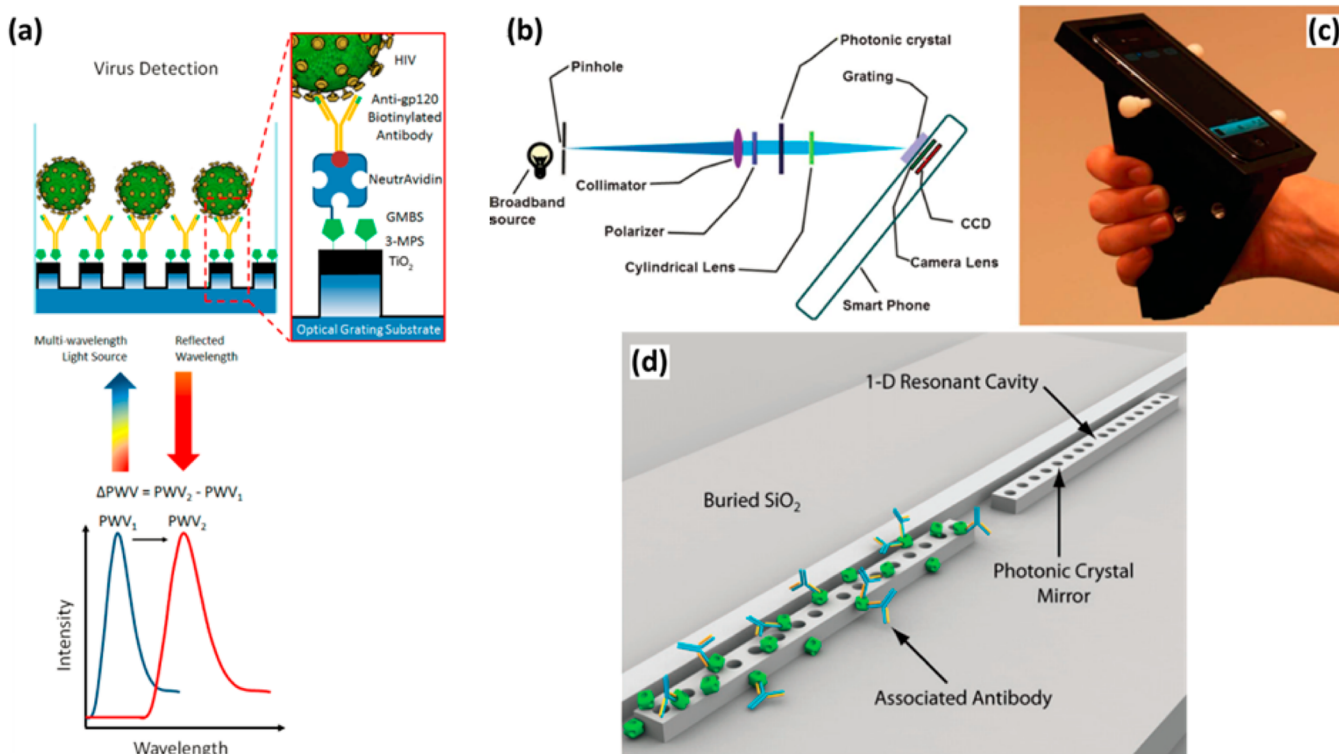 (a)
Virus Detection
HIV
Anti-gp120
Biotinylated
Antibody
NeutrAvidin
GMBS
3-MPS
TiO₂
Optical Grating Substrate
Multi-wavelength
Light Source
Reflected
Wavelength
ΔPWV = PWV₂ - PWV₁
PWV₁
PWV₂
Intensity
Wavelength
(b)
Photonic crystal
Pinhole
Grating
Collimator
Broadband
source
Polarizer
CCD
Cylindrical Lens
Camera Lens
Smart Phone
(c)
(d)
1-D Resonant Cavity
Buried SiO₂
Photonic Crystal
Mirror
Associated Antibody